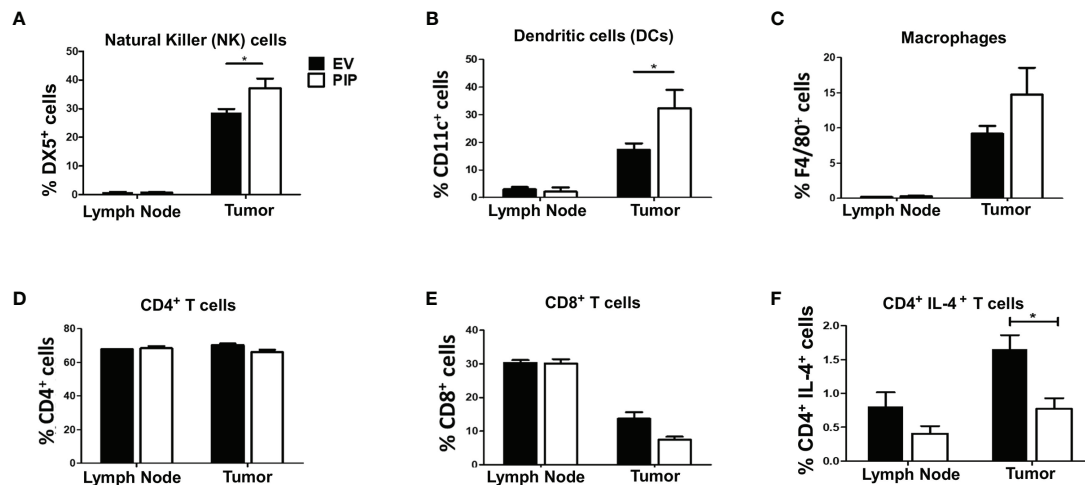 A
Natural Killer (NK) cells
% DX5⁺ cells
50
40
30
20
10
0
*
EV
PIP
Lymph Node
Tumor
B
Dendritic cells (DCs)
% CD11c⁺ cells
50
40
30
20
10
0
*
Lymph Node
Tumor
C
Macrophages
% F4/80⁺ cells
20
15
10
5
0
Lymph Node
Tumor
D
CD4⁺ T cells
% CD4⁺ cells
80
60
40
20
0
Lymph Node
Tumor
E
CD8⁺ T cells
% CD8⁺ cells
40
30
20
10
0
Lymph Node
Tumor
F
CD4⁺ IL-4 ⁺ T cells
% CD4⁺ IL-4⁺ cells
2.0
1.5
1.0
0.5
0.0
*
Lymph Node
Tumor